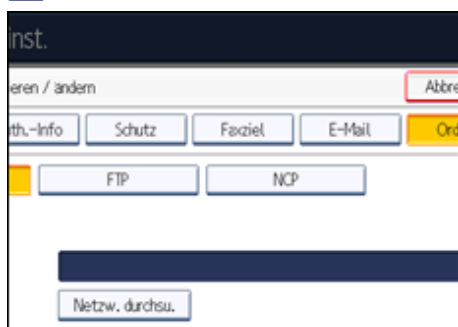 inst.
eren / ändern Abbre
th.-Info Schutz Faxziel E-Mail Ord
FTP NCP
Netzw. durchsu.